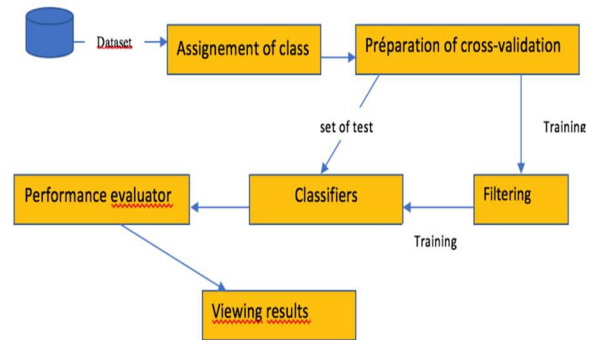 Dataset
Assignement of class
Préparation of cross-validation
set of test
Training
Performance evaluator
Classifiers
Filtering
Training
Viewing results